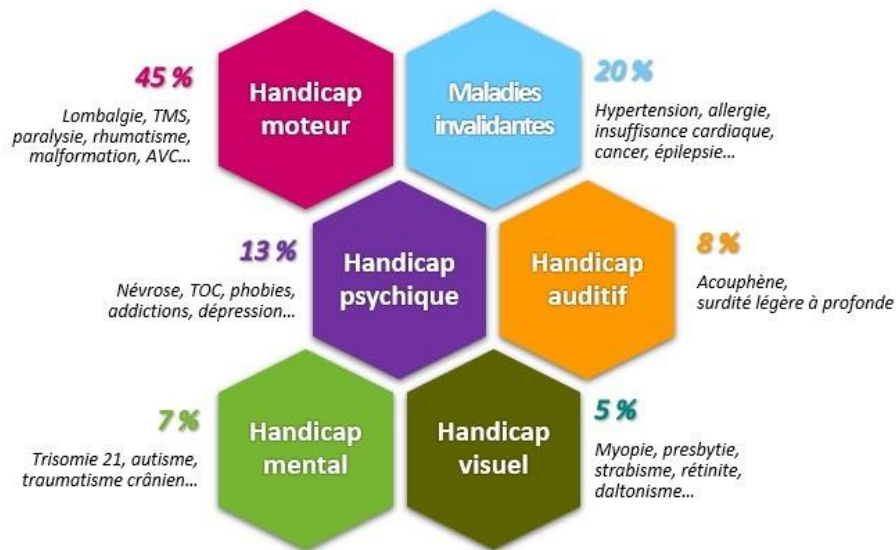 45 %
Lombalgie, TMS,
paralysie, rhumatisme,
malformation, AVC...
Handicap
moteur
Maladies
invalidantes
20 %
Hypertension, allergie,
insuffisance cardiaque,
cancer, épilepsie...
13 %
Névrose, TOC, phobies,
addictions, dépression...
Handicap
psychique
Handicap
auditif
8 %
Acouphène,
surdité légère à profonde
7 %
Trisomie 21, autisme,
traumatisme crânien...
Handicap
mental
Handicap
visuel
5 %
Myopie, presbytie,
strabisme, rétinite,
daltonisme...